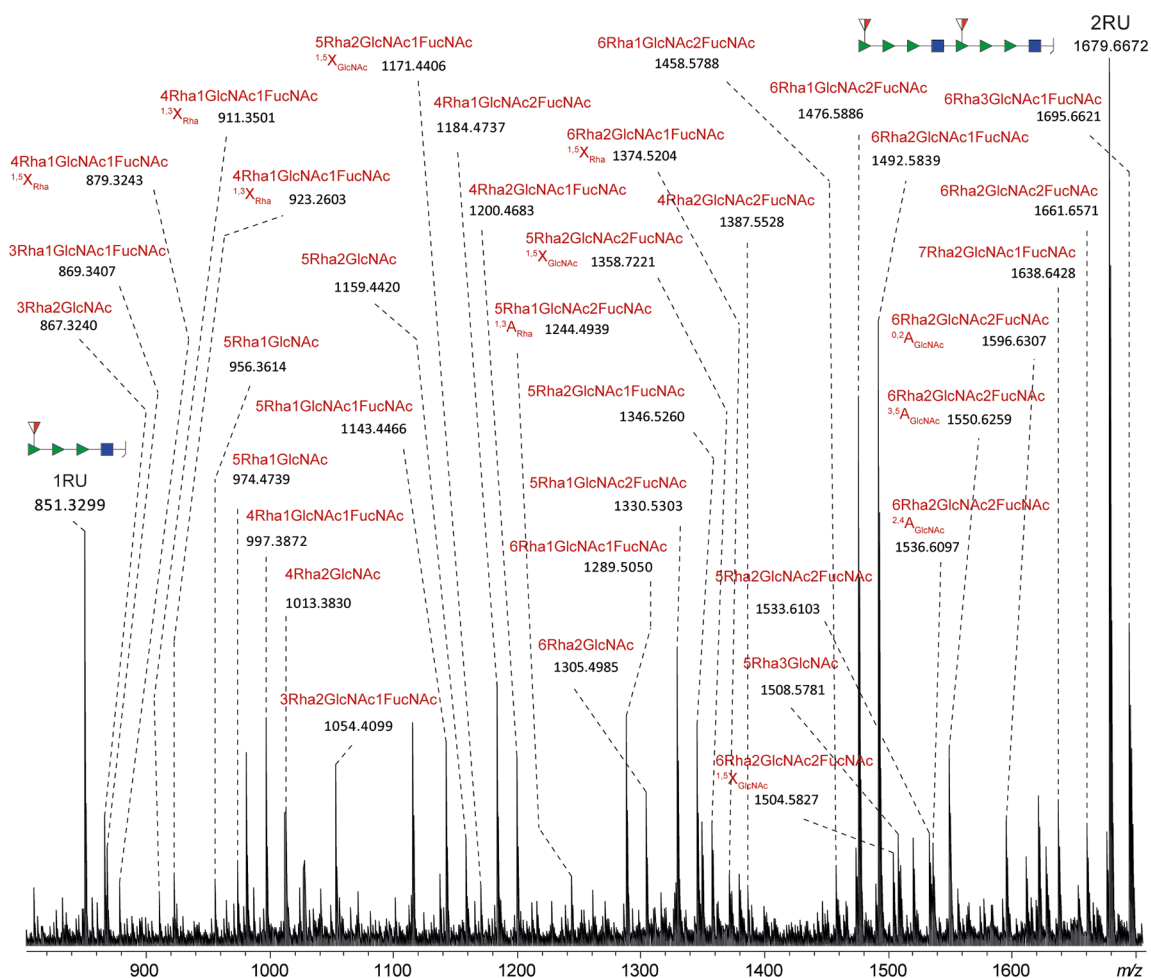 2RU
1679.6672
5Rha2GlcNAc1FucNAc
1,5XGlcNAc 1171.4406
6Rha1GlcNAc2FucNAc
1458.5788
4Rha1GlcNAc1FucNAc
1,3XRha 911.3501
4Rha1GlcNAc2FucNAc
1184.4737
6Rha1GlcNAc2FucNAc
1476.5886
6Rha3GlcNAc1FucNAc
1695.6621
6Rha2GlcNAc1FucNAc
1,5XRha 1374.5204
6Rha2GlcNAc1FucNAc
1492.5839
4Rha1GlcNAc1FucNAc
1,5XRha 879.3243
4Rha1GlcNAc1FucNAc
1,3XRha 923.2603
4Rha2GlcNAc1FucNAc
1200.4683
4Rha2GlcNAc2FucNAc
1387.5528
6Rha2GlcNAc2FucNAc
1661.6571
3Rha1GlcNAc1FucNAc
869.3407
5Rha2GlcNAc
1159.4420
5Rha2GlcNAc2FucNAc
1,5XGlcNAc 1358.7221
7Rha2GlcNAc1FucNAc
1638.6428
3Rha2GlcNAc
867.3240
5Rha1GlcNAc2FucNAc
1,3ARha 1244.4939
6Rha2GlcNAc2FucNAc
0,2AGlcNAc 1596.6307
5Rha1GlcNAc
956.3614
5Rha1GlcNAc1FucNAc
1143.4466
5Rha2GlcNAc1FucNAc
1346.5260
6Rha2GlcNAc2FucNAc
3,5AGlcNAc 1550.6259
1RU
851.3299
5Rha1GlcNAc
974.4739
5Rha1GlcNAc2FucNAc
1330.5303
6Rha2GlcNAc2FucNAc
2,4AGlcNAc
1536.6097
4Rha1GlcNAc1FucNAc
997.3872
6Rha1GlcNAc1FucNAc
1289.5050
4Rha2GlcNAc
1013.3830
5Rha2GlcNAc2FucNAc
1533.6103
6Rha2GlcNAc
1305.4985
5Rha3GlcNAc
1508.5781
3Rha2GlcNAc1FucNAc
1054.4099
6Rha2GlcNAc2FucNAc
1,5XGlcNAc
1504.5827
900 1000 1100 1200 1300 1400 1500 1600 m/z